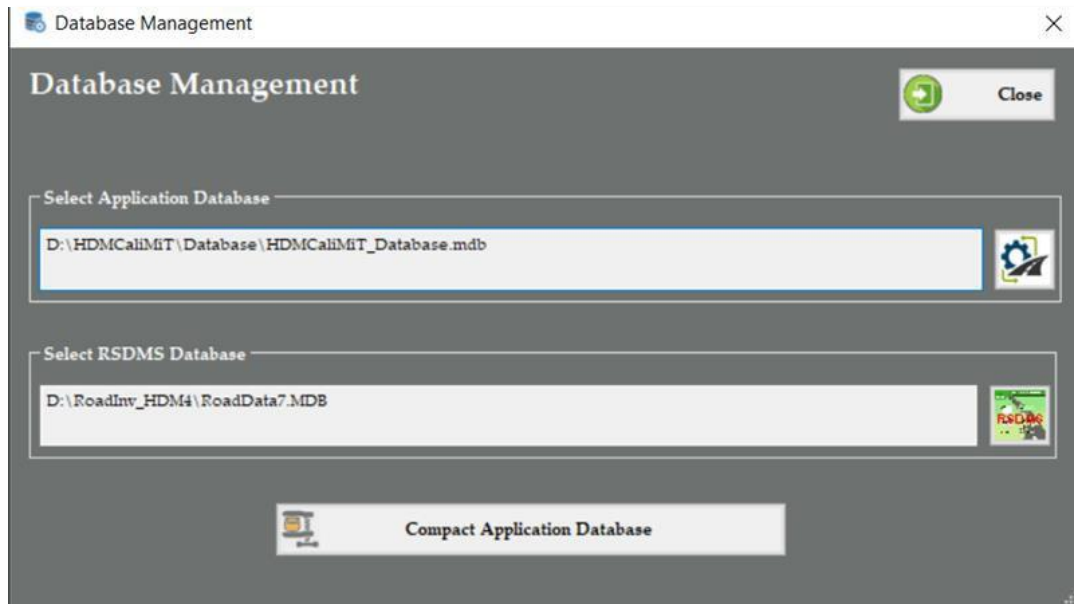 Database Management
Database Management
Close
Select Application Database
D:\HDMCaliMiT\Database\HDMCaliMiT_Database.mdb
Select RSDMS Database
D:\RoadInv_HDM4\RoadData7.MDB
RSDMS
Compact Application Database